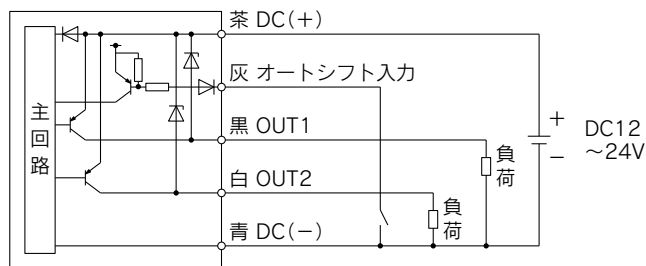 茶 DC(+)
灰 オートシフト入力
主回路
黒 OUT1
+
DC12
～24V
−
負荷
白 OUT2
負荷
青 DC(−)